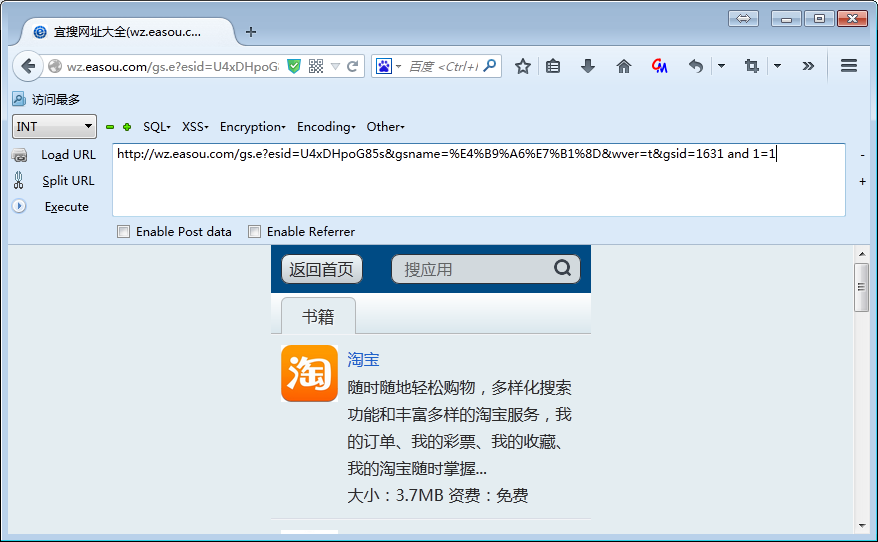 宜搜网址大全(wz.easou.c...
wz.easou.com/gs.e?esid=U4xDHpoG8
百度 <Ctrl+
访问最多
INT SQL XSS Encryption Encoding Other
Load URL
http://wz.easou.com/gs.e?esid=U4xDHpoG85s&gsname=%E4%B9%A6%E7%B1%8D&wver=t&gsid=1631 and 1=1
Split URL
Execute
Enable Post data Enable Referrer
返回首页 搜应用
书籍
淘
淘宝
随时随地轻松购物，多样化搜索
功能和丰富多样的淘宝服务，我
的订单、我的彩票、我的收藏、
我的淘宝随时掌握...
大小：3.7MB 资费：免费